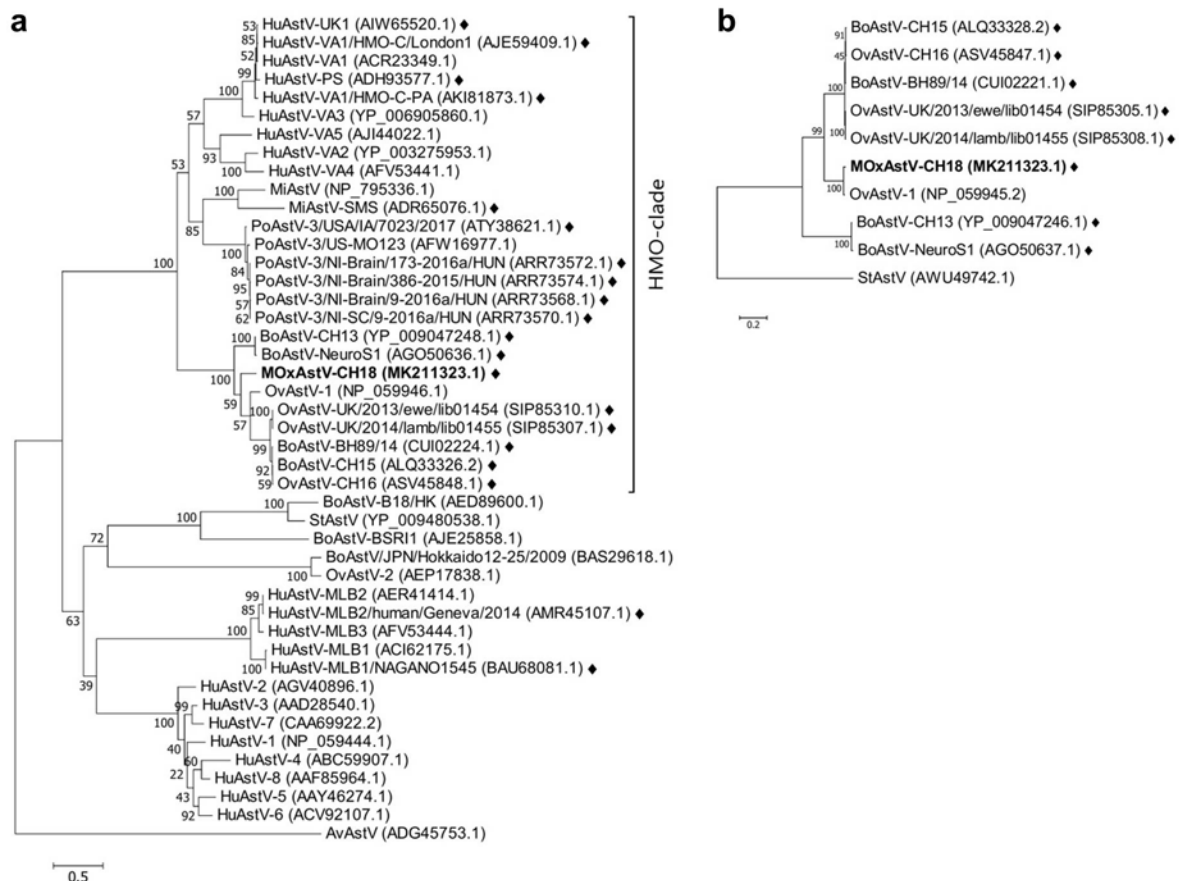 a
53
HuAstV-UK1 (AIW65520.1) ♦
85
HuAstV-VA1/HMO-C/London1 (AJE59409.1) ♦
52
HuAstV-VA1 (ACR23349.1)
99
HuAstV-PS (ADH93577.1) ♦
100
HuAstV-VA1/HMO-C-PA (AKI81873.1) ♦
HuAstV-VA3 (YP_006905860.1)
57
HuAstV-VA5 (AJI44022.1)
93
HuAstV-VA2 (YP_003275953.1)
53
100
HuAstV-VA4 (AFV53441.1)
100
MiAstV (NP_795336.1)
MiAstV-SMS (ADR65076.1) ♦
85
PoAstV-3/USA/IA/7023/2017 (ATY38621.1) ♦
PoAstV-3/US-MO123 (AFW16977.1)
100
PoAstV-3/NI-Brain/173-2016a/HUN (ARR73572.1) ♦
84
PoAstV-3/NI-Brain/386-2015/HUN (ARR73574.1) ♦
95
PoAstV-3/NI-Brain/9-2016a/HUN (ARR73568.1) ♦
57
PoAstV-3/NI-SC/9-2016a/HUN (ARR73570.1) ♦
62
100
100
BoAstV-CH13 (YP_009047248.1) ♦
BoAstV-NeuroS1 (AGO50636.1) ♦
100
MOxAstV-CH18 (MK211323.1) ♦
59
OvAstV-1 (NP_059946.1)
57
100
OvAstV-UK/2013/ewe/lib01454 (SIP85310.1) ♦
OvAstV-UK/2014/lamb/lib01455 (SIP85307.1) ♦
99
BoAstV-BH89/14 (CUI02224.1) ♦
92
BoAstV-CH15 (ALQ33326.2) ♦
59
OvAstV-CH16 (ASV45848.1) ♦
HMO-clade
100
BoAstV-B18/HK (AED89600.1)
100
StAstV (YP_009480538.1)
72
BoAstV-BSRI1 (AJE25858.1)
BoAstV/JPN/Hokkaido12-25/2009 (BAS29618.1)
100
OvAstV-2 (AEP17838.1)
63
99
HuAstV-MLB2 (AER41414.1)
85
HuAstV-MLB2/human/Geneva/2014 (AMR45107.1) ♦
100
HuAstV-MLB3 (AFV53444.1)
HuAstV-MLB1 (ACI62175.1)
100
HuAstV-MLB1/NAGANO1545 (BAU68081.1) ♦
39
HuAstV-2 (AGV40896.1)
99
HuAstV-3 (AAD28540.1)
100
HuAstV-7 (CAA69922.2)
40
HuAstV-1 (NP_059444.1)
60
HuAstV-4 (ABC59907.1)
22
HuAstV-8 (AAF85964.1)
43
HuAstV-5 (AAY46274.1)
92
HuAstV-6 (ACV92107.1)
AvAstV (ADG45753.1)
0.5
b
91
BoAstV-CH15 (ALQ33328.2) ♦
45
OvAstV-CH16 (ASV45847.1) ♦
100
BoAstV-BH89/14 (CUI02221.1) ♦
OvAstV-UK/2013/ewe/lib01454 (SIP85305.1) ♦
99
100
OvAstV-UK/2014/lamb/lib01455 (SIP85308.1) ♦
MOxAstV-CH18 (MK211323.1) ♦
100
OvAstV-1 (NP_059945.2)
BoAstV-CH13 (YP_009047246.1) ♦
100
BoAstV-NeuroS1 (AGO50637.1) ♦
StAstV (AWU49742.1)
0.2